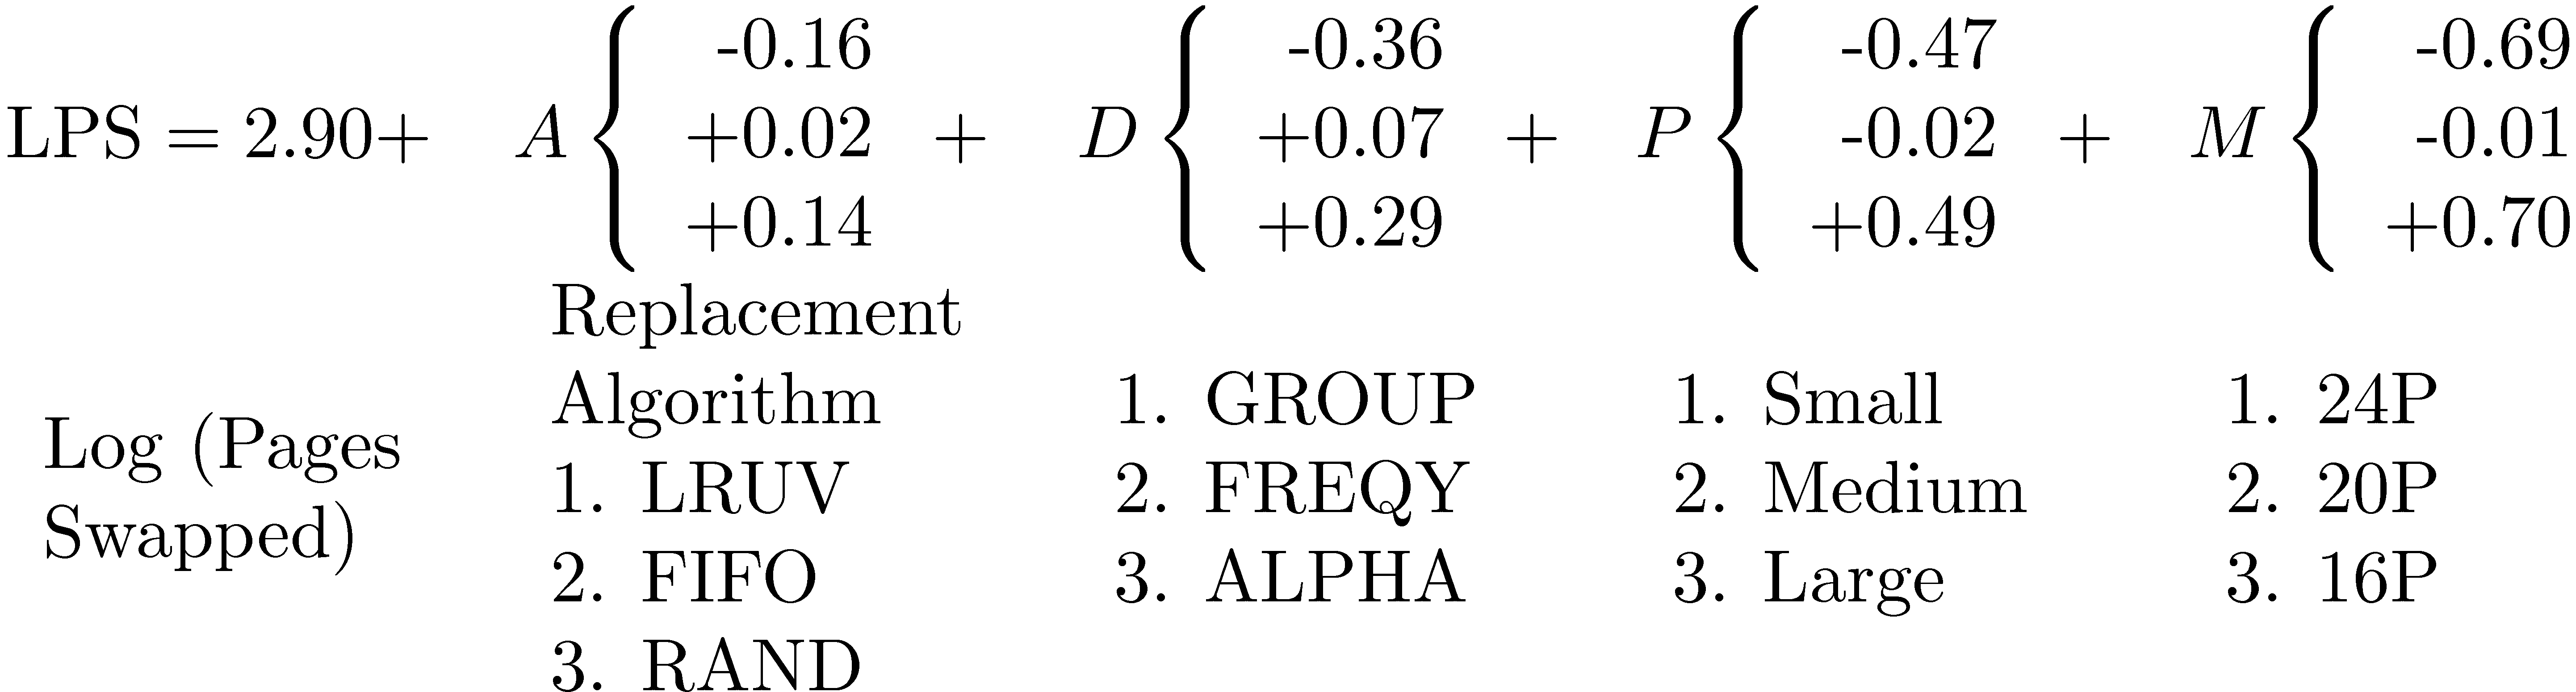 -0.16 -0.36 -0.47 -0.69
LPS = 2.90+ A { +0.02 + D { +0.07 + P { -0.02 + M { -0.01
+0.14 +0.29 +0.49 +0.70
Replacement
Algorithm 1. GROUP 1. Small 1. 24P
Log (Pages
1. LRUV 2. FREQY 2. Medium 2. 20P
Swapped)
2. FIFO 3. ALPHA 3. Large 3. 16P
3. RAND